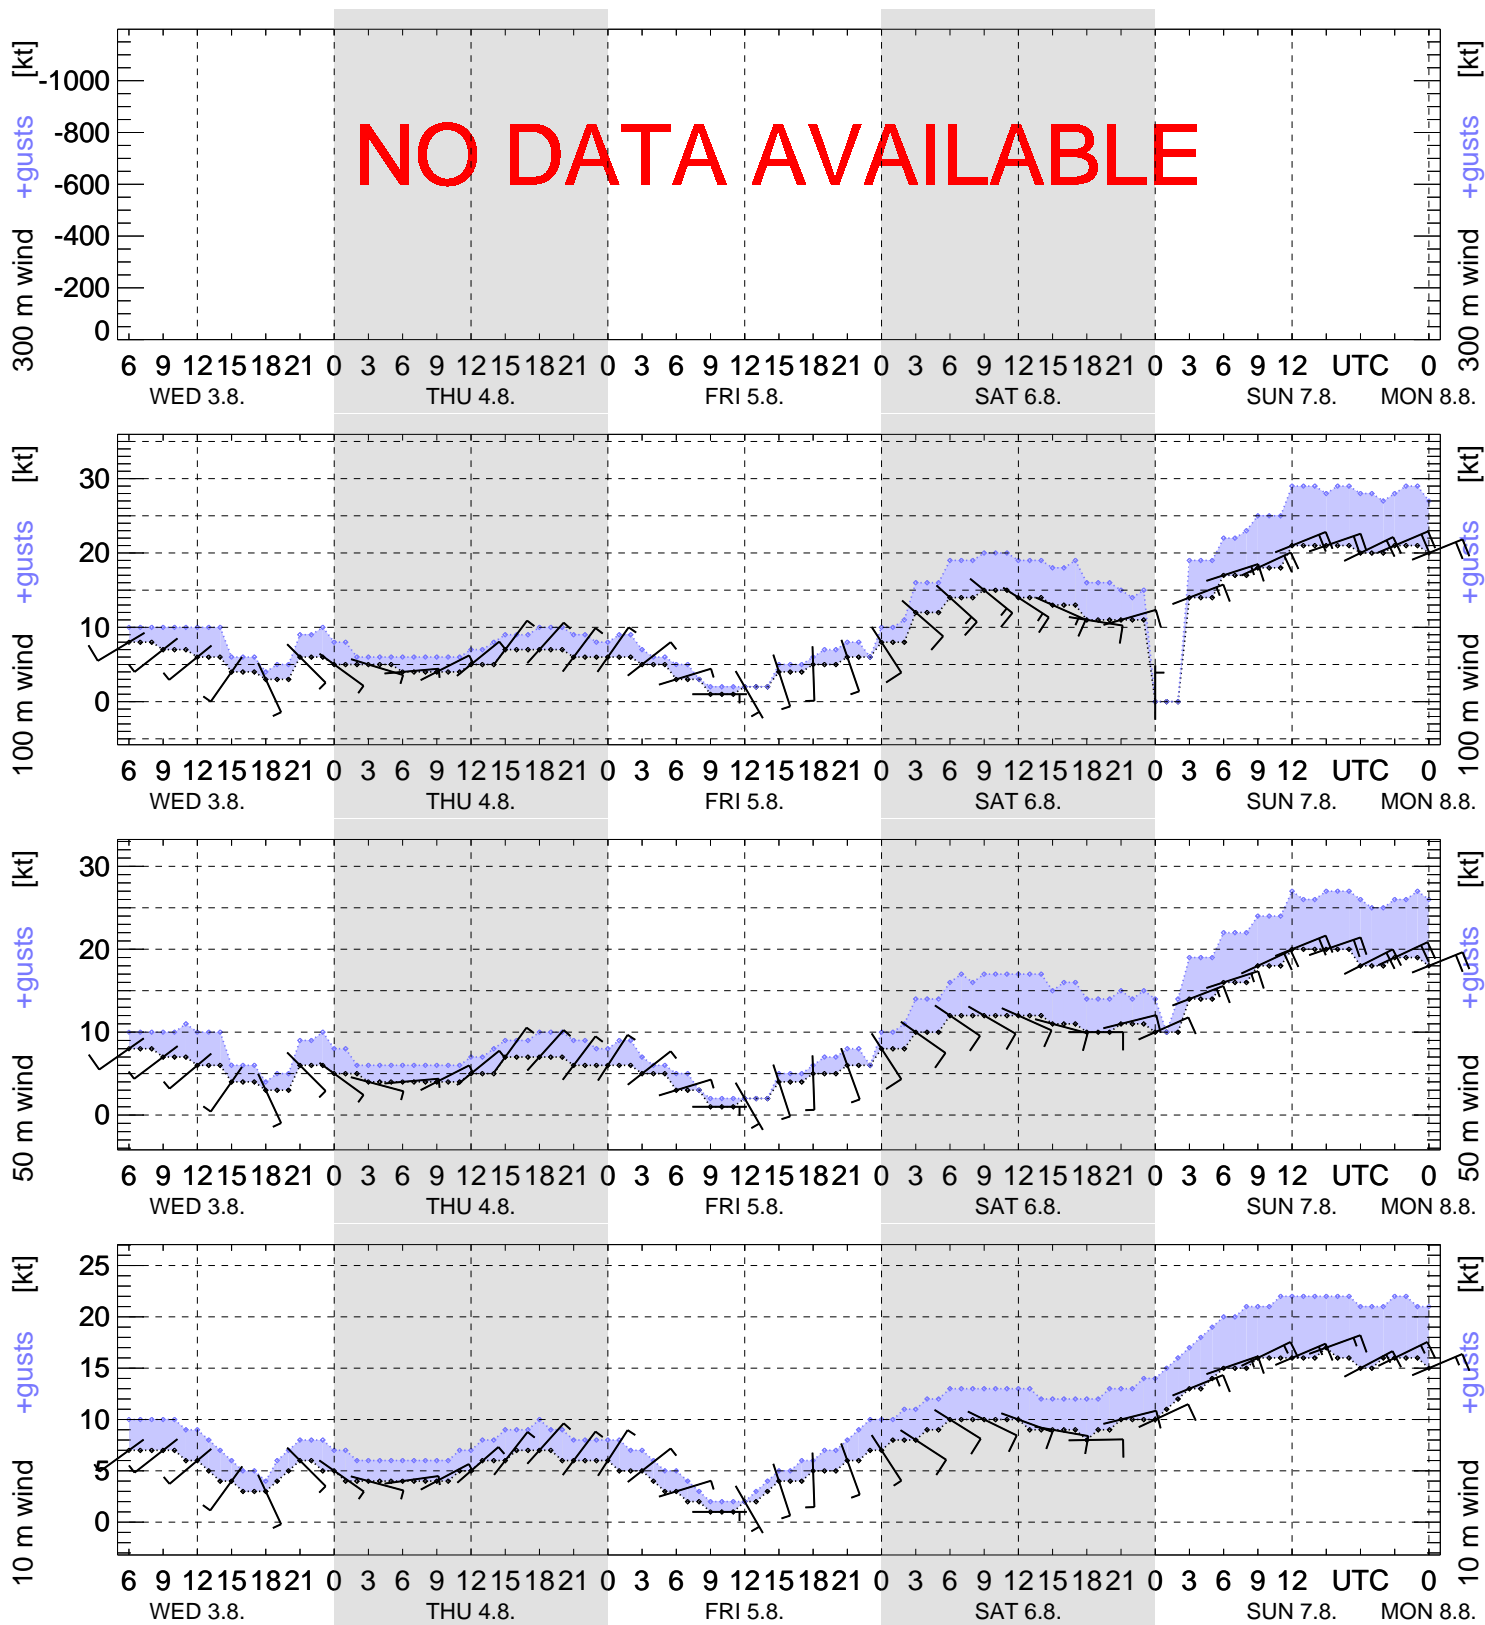 300 m wind +gusts [kt]
-1000
-800
-600
-400
-200
0
NO DATA AVAILABLE
300 m wind +gusts [kt]
6 9 12 15 18 21 0 3 6 9 12 15 18 21 0 3 6 9 12 15 18 21 0 3 6 9 12 15 18 21 0 3 6 9 12 UTC 0
WED 3.8. THU 4.8. FRI 5.8. SAT 6.8. SUN 7.8. MON 8.8.
100 m wind +gusts [kt]
30
20
10
0
100 m wind +gusts [kt]
6 9 12 15 18 21 0 3 6 9 12 15 18 21 0 3 6 9 12 15 18 21 0 3 6 9 12 15 18 21 0 3 6 9 12 UTC 0
WED 3.8. THU 4.8. FRI 5.8. SAT 6.8. SUN 7.8. MON 8.8.
50 m wind +gusts [kt]
30
20
10
0
50 m wind +gusts [kt]
6 9 12 15 18 21 0 3 6 9 12 15 18 21 0 3 6 9 12 15 18 21 0 3 6 9 12 15 18 21 0 3 6 9 12 UTC 0
WED 3.8. THU 4.8. FRI 5.8. SAT 6.8. SUN 7.8. MON 8.8.
10 m wind +gusts [kt]
25
20
15
10
5
0
10 m wind +gusts [kt]
6 9 12 15 18 21 0 3 6 9 12 15 18 21 0 3 6 9 12 15 18 21 0 3 6 9 12 15 18 21 0 3 6 9 12 UTC 0
WED 3.8. THU 4.8. FRI 5.8. SAT 6.8. SUN 7.8. MON 8.8.